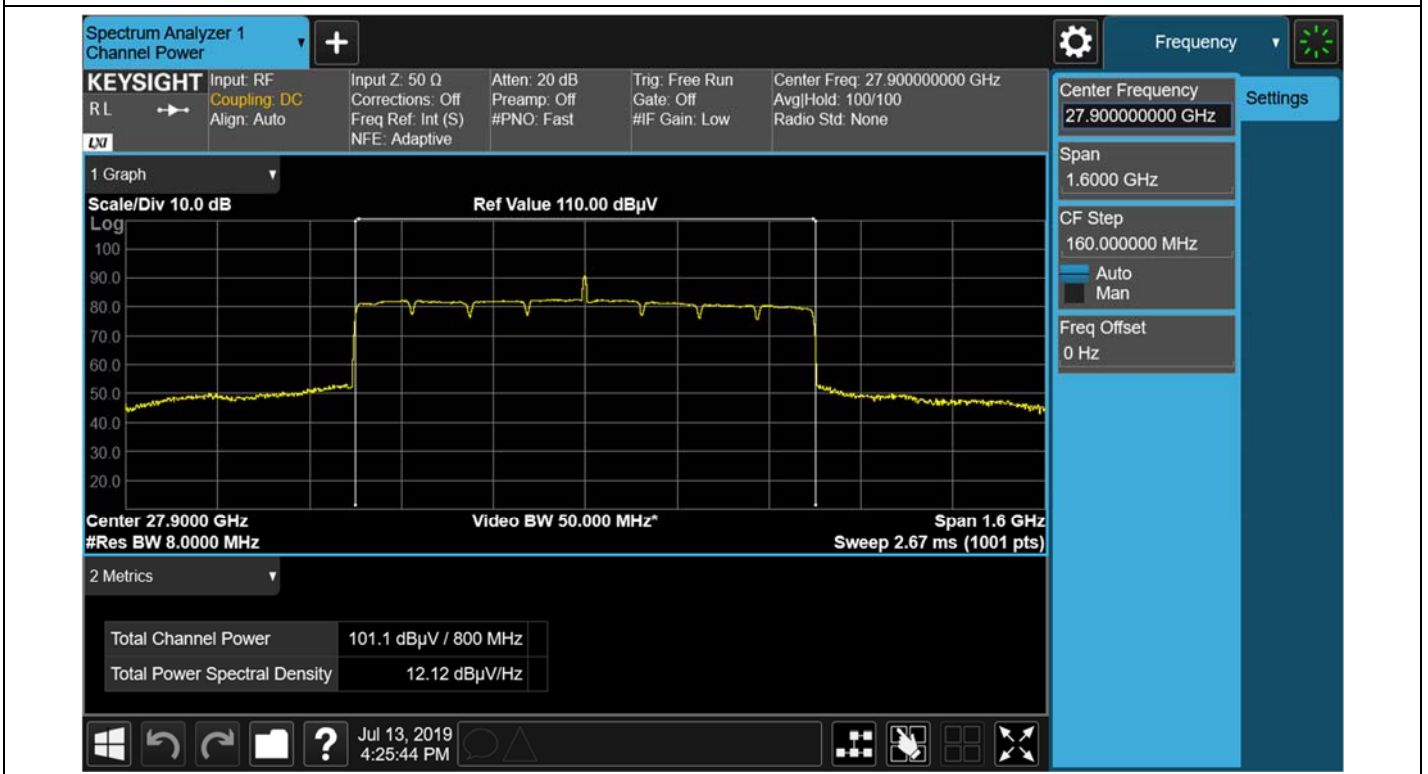 Spectrum Analyzer 1
Channel Power
+
Frequency
KEYSIGHT
RL
LXI
Input: RF
Coupling: DC
Align: Auto
Input Z: 50 Ω
Corrections: Off
Freq Ref: Int (S)
NFE: Adaptive
Atten: 20 dB
Preamp: Off
#PNO: Fast
Trig: Free Run
Gate: Off
#IF Gain: Low
Center Freq: 27.900000000 GHz
Avg|Hold: 100/100
Radio Std: None
Center Frequency
27.900000000 GHz
Settings
Span
1.6000 GHz
CF Step
160.000000 MHz
Auto
Man
Freq Offset
0 Hz
1 Graph
Scale/Div 10.0 dB
Ref Value 110.00 dBµV
Log
100
90.0
80.0
70.0
60.0
50.0
40.0
30.0
20.0
Center 27.9000 GHz
Video BW 50.000 MHz*
Span 1.6 GHz
#Res BW 8.0000 MHz
Sweep 2.67 ms (1001 pts)
2 Metrics
Total Channel Power 101.1 dBµV / 800 MHz
Total Power Spectral Density 12.12 dBµV/Hz
?
Jul 13, 2019
4:25:44 PM